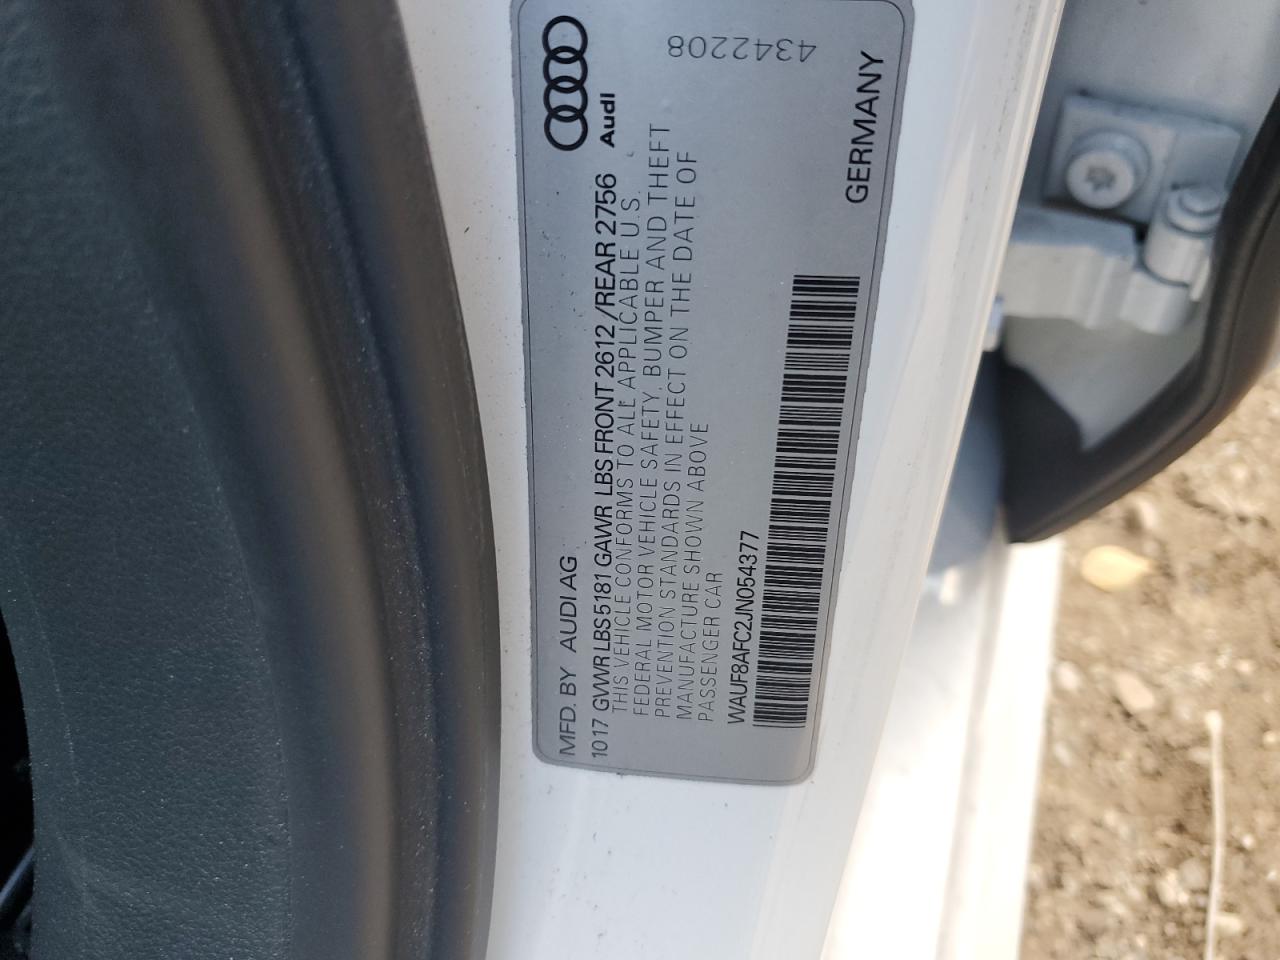 MFD. BY AUDI AG
Audi
1017 GVWR LBS 5181 GAWR LBS FRONT 2612 / REAR 2756
THIS VEHICLE CONFORMS TO ALL APPLICABLE U.S.
FEDERAL MOTOR VEHICLE SAFETY, BUMPER AND THEFT
PREVENTION STANDARDS IN EFFECT ON THE DATE OF
MANUFACTURE SHOWN ABOVE
PASSENGER CAR
WAUF8AFC2JN054377
4342208
GERMANY